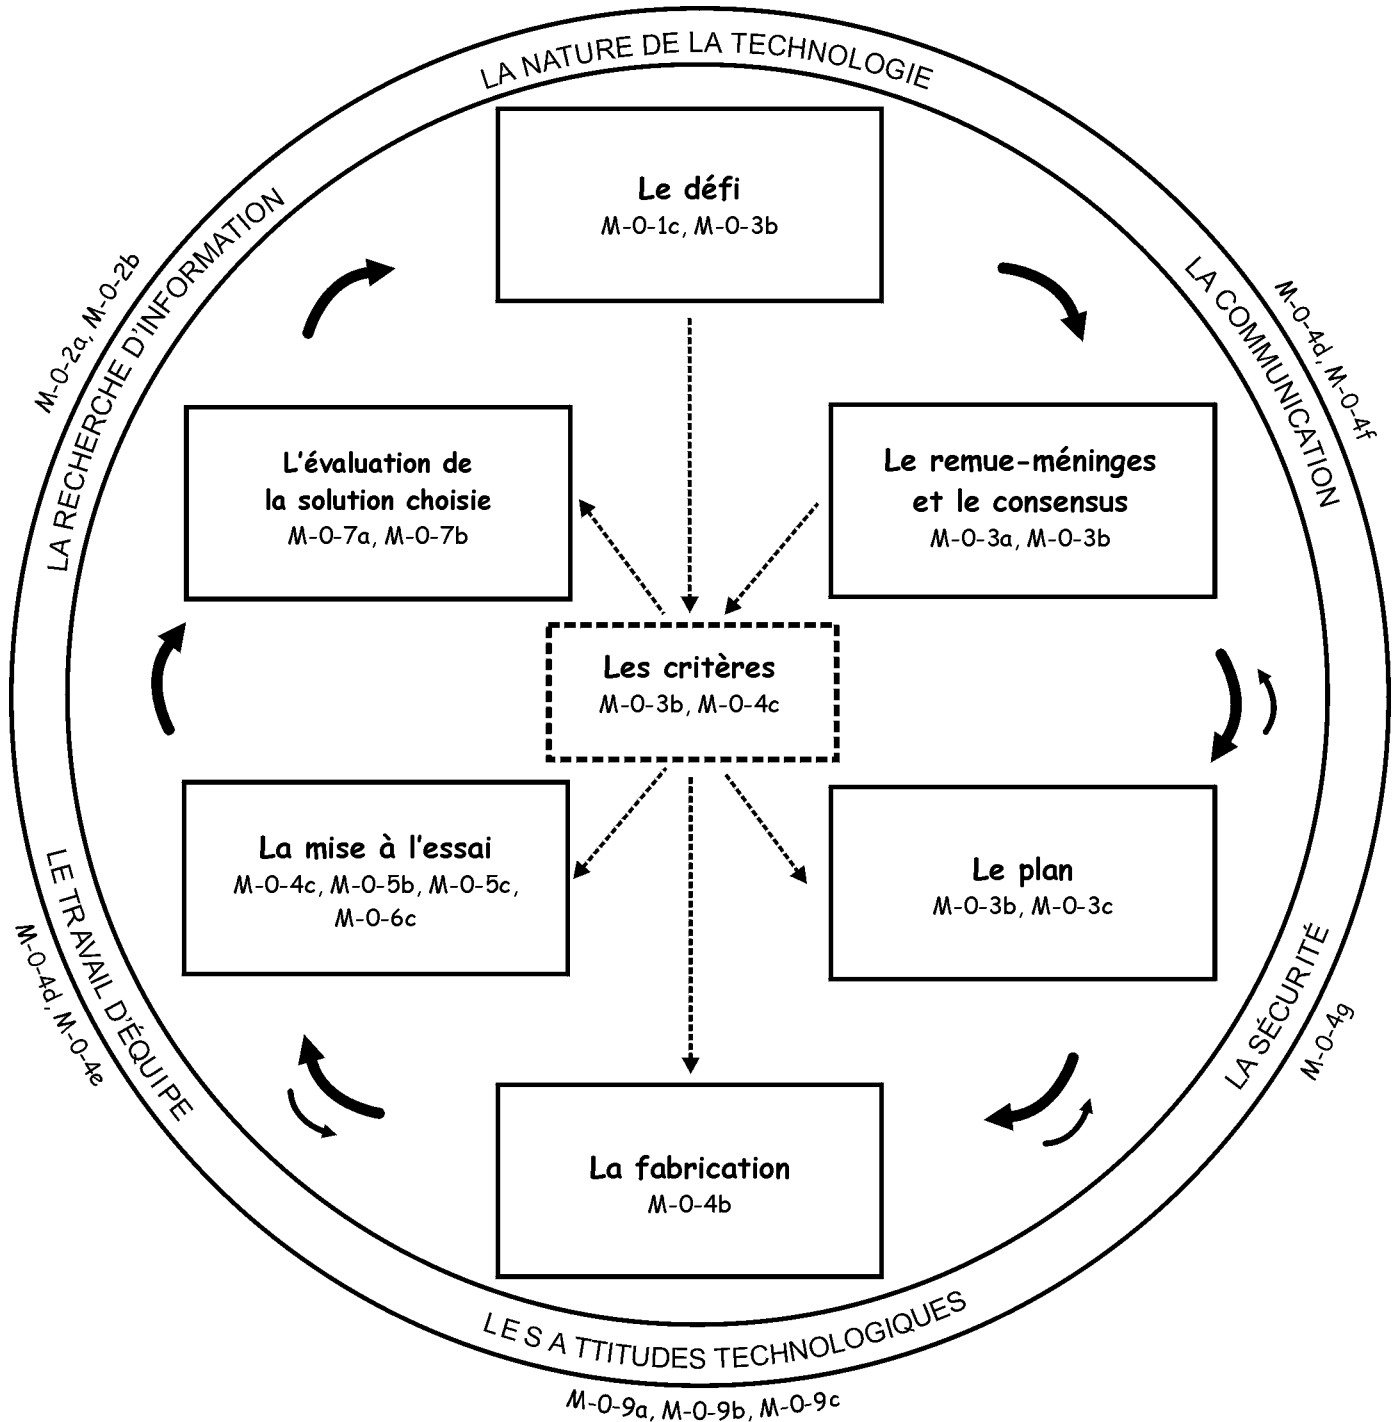 LA NATURE DE LA TECHNOLOGIE
Le défi
M-0-1c, M-0-3b
LA RECHERCHE D'INFORMATION
M-0-2a, M-0-2b
LA COMMUNICATION
M-0-4d, M-0-4f
L'évaluation de
la solution choisie
M-0-7a, M-0-7b
Le remue-méninges
et le consensus
M-0-3a, M-0-3b
Les critères
M-0-3b, M-0-4c
La mise à l'essai
M-0-4c, M-0-5b, M-0-5c,
M-0-6c
Le plan
M-0-3b, M-0-3c
LE TRAVAIL D'ÉQUIPE
M-0-4d, M-0-4e
LA SÉCURITÉ
M-0-4g
La fabrication
M-0-4b
LES ATTITUDES TECHNOLOGIQUES
M-0-9a, M-0-9b, M-0-9c